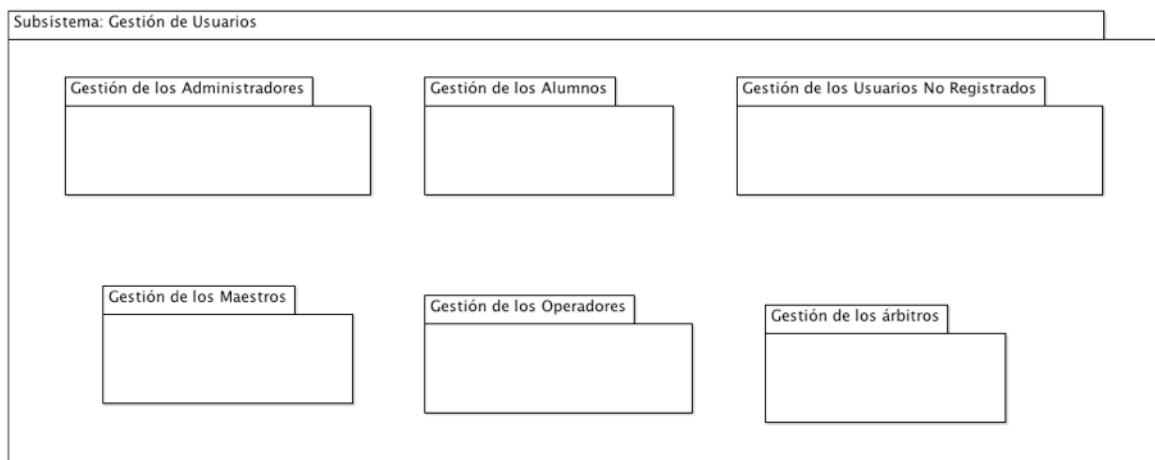 Subsistema: Gestión de Usuarios
Gestión de los Administradores
Gestión de los Alumnos
Gestión de los Usuarios No Registrados
Gestión de los Maestros
Gestión de los Operadores
Gestión de los árbitros